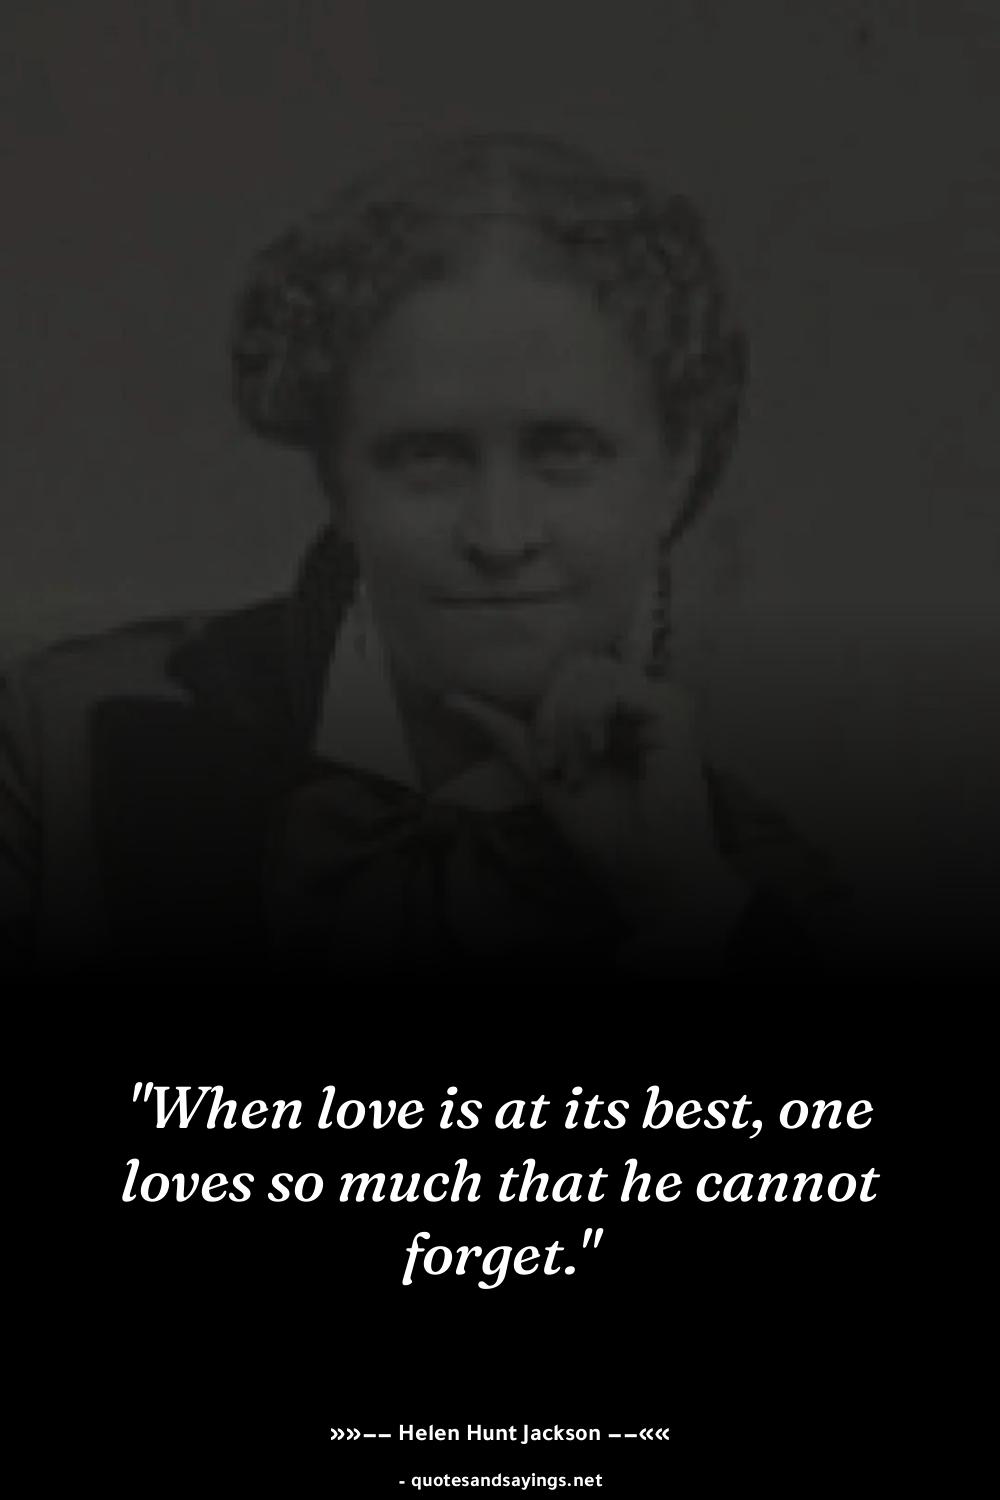 "When love is at its best, one
loves so much that he cannot
forget."
»»—— Helen Hunt Jackson ——««
- quotesandsayings.net